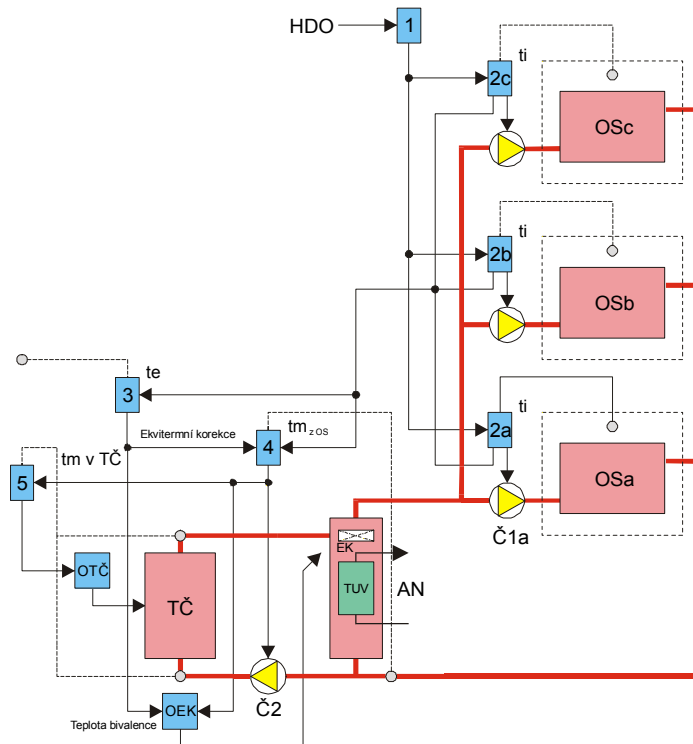 HDO
1
ti
2c
OSc
ti
2b
OSb
te
3
ti
2a
Ekvitermní korekce
4
tm z OS
tm v TČ
5
OSa
Č1a
EK
OTČ
TČ
TUV
AN
Č2
OEK
Teplota bivalence